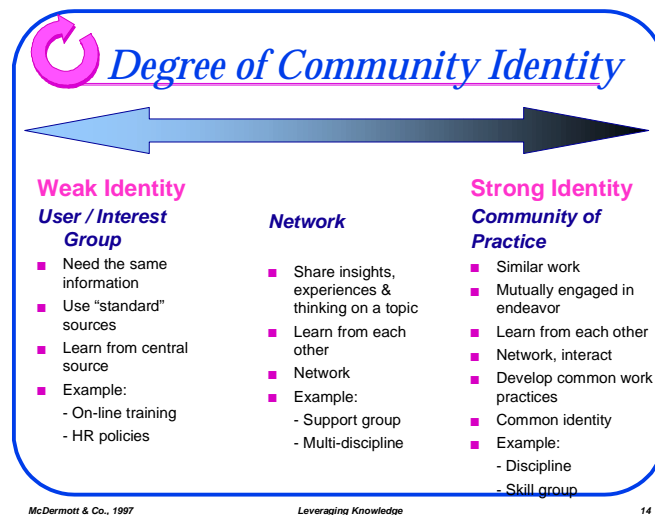 Degree of Community Identity
Weak Identity
User / Interest
Group
■ Need the same
information
■ Use “standard”
sources
■ Learn from central
source
■ Example:
- On-line training
- HR policies
Network
■ Share insights,
experiences &
thinking on a topic
■ Learn from each
other
■ Network
■ Example:
- Support group
- Multi-discipline
Strong Identity
Community of
Practice
■ Similar work
■ Mutually engaged in
endeavor
■ Learn from each other
■ Network, interact
■ Develop common work
practices
■ Common identity
■ Example:
- Discipline
- Skill group
McDermott & Co., 1997
Leveraging Knowledge
14